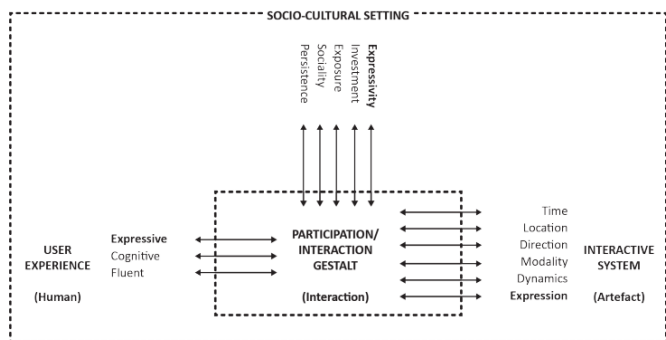 SOCIO-CULTURAL SETTING
Persistence
Sociality
Exposure
Investment
Expressivity
USER
EXPERIENCE
(Human)
Expressive
Cognitive
Fluent
PARTICIPATION/
INTERACTION
GESTALT
(Interaction)
Time
Location
Direction
Modality
Dynamics
Expression
INTERACTIVE
SYSTEM
(Artefact)